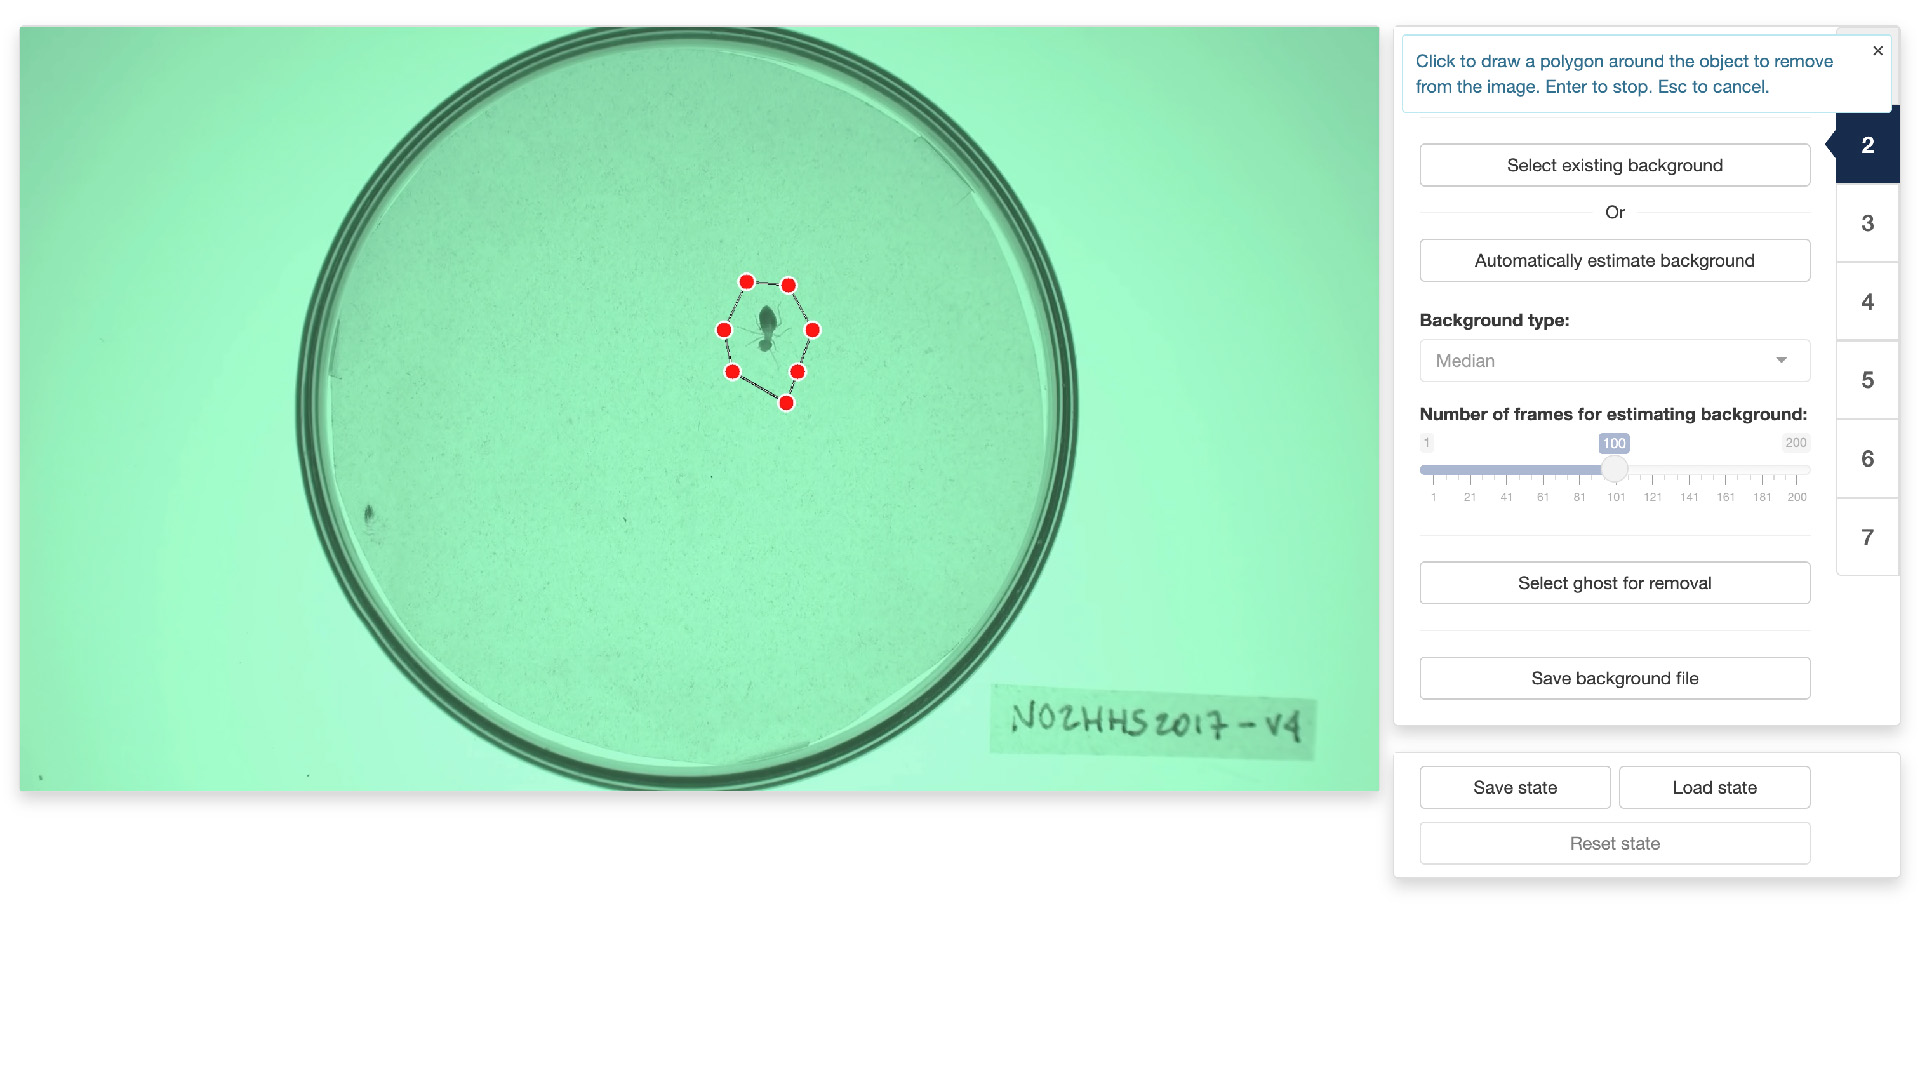 Click to draw a polygon around the object to remove
from the image. Enter to stop. Esc to cancel.
×
2
3
4
5
6
7
Select existing background
Or
Automatically estimate background
Background type:
Median
Number of frames for estimating background:
1 100 200
1 21 41 61 81 101 121 141 161 181 200
Select ghost for removal
Save background file
Save state Load state
Reset state
NO2HHS2017-V4